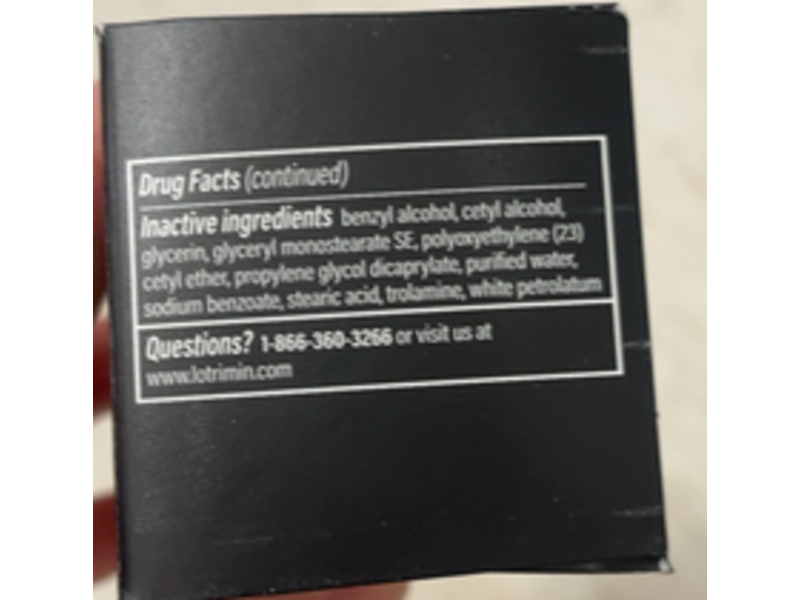 Drug Facts (continued)
Inactive ingredients benzyl alcohol, cetyl alcohol,
glycerin, glyceryl monostearate SE, polyoxyethylene (23)
cetyl ether, propylene glycol dicaprylate, purified water,
sodium benzoate, stearic acid, trolamine, white petrolatum
Questions? 1-866-360-3266 or visit us at
www.lotrimin.com